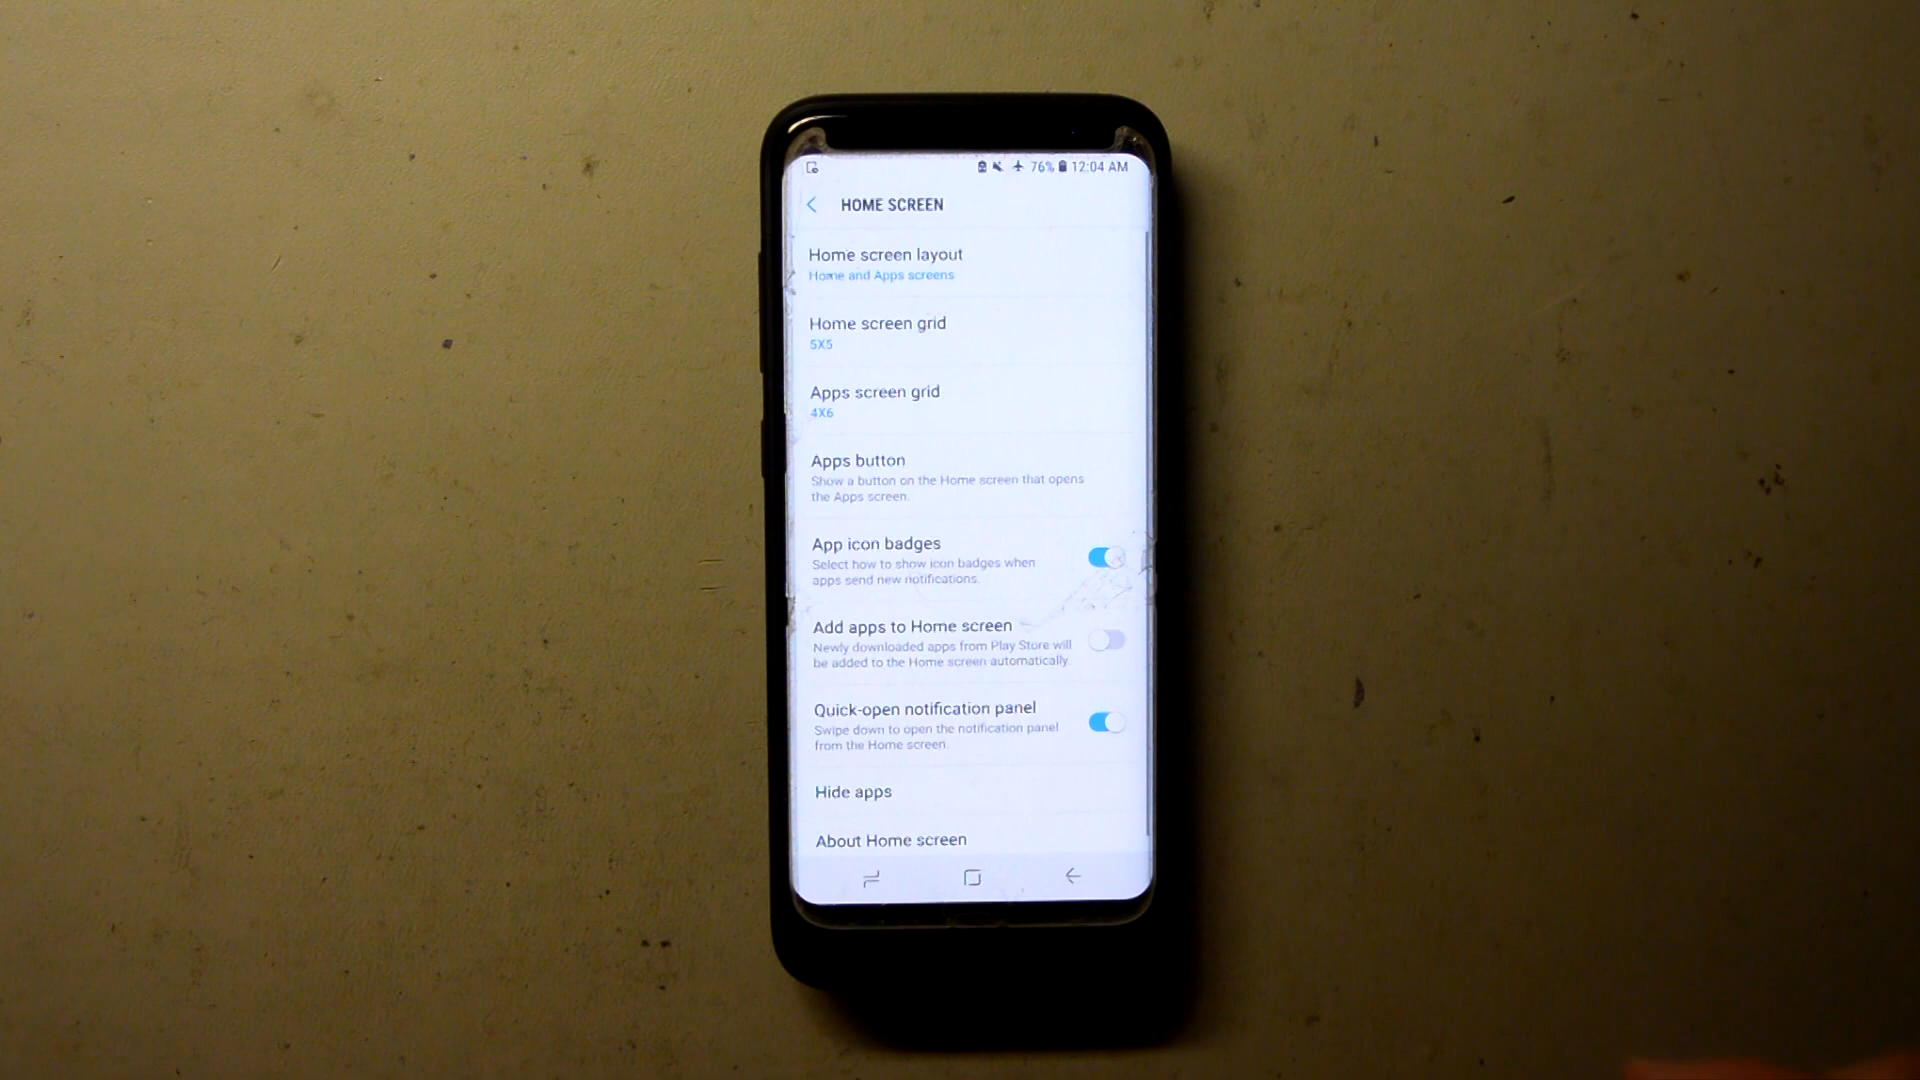 76% 12:04 AM
HOME SCREEN
Home screen layout
Home and Apps screens
Home screen grid
5X5
Apps screen grid
4X6
Apps button
Show a button on the Home screen that opens
the Apps screen.
App icon badges
Select how to show icon badges when
apps send new notifications.
Add apps to Home screen
Newly downloaded apps from Play Store will
be added to the Home screen automatically.
Quick-open notification panel
Swipe down to open the notification panel
from the Home screen.
Hide apps
About Home screen